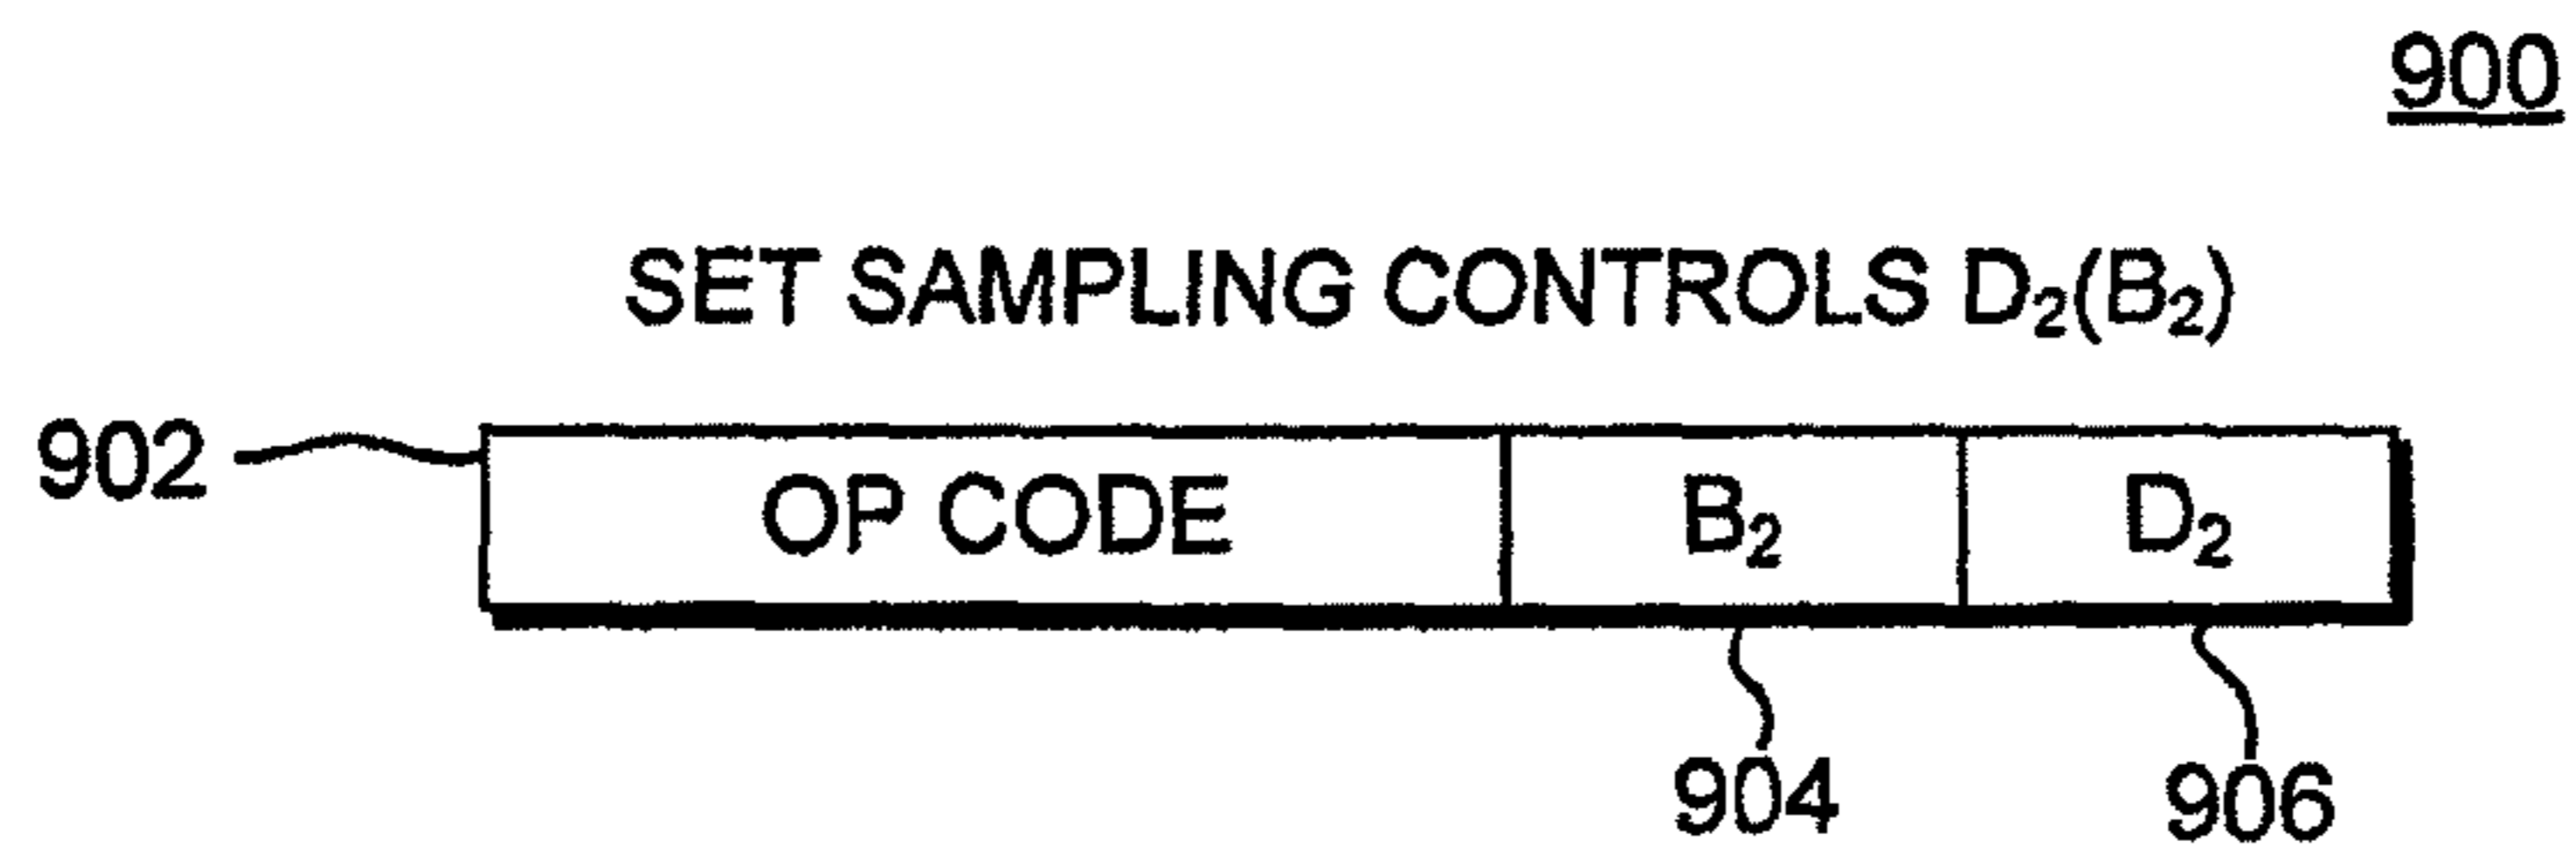 900
SET SAMPLING CONTROLS D₂(B₂)
902 OP CODE B₂ D₂
904 906